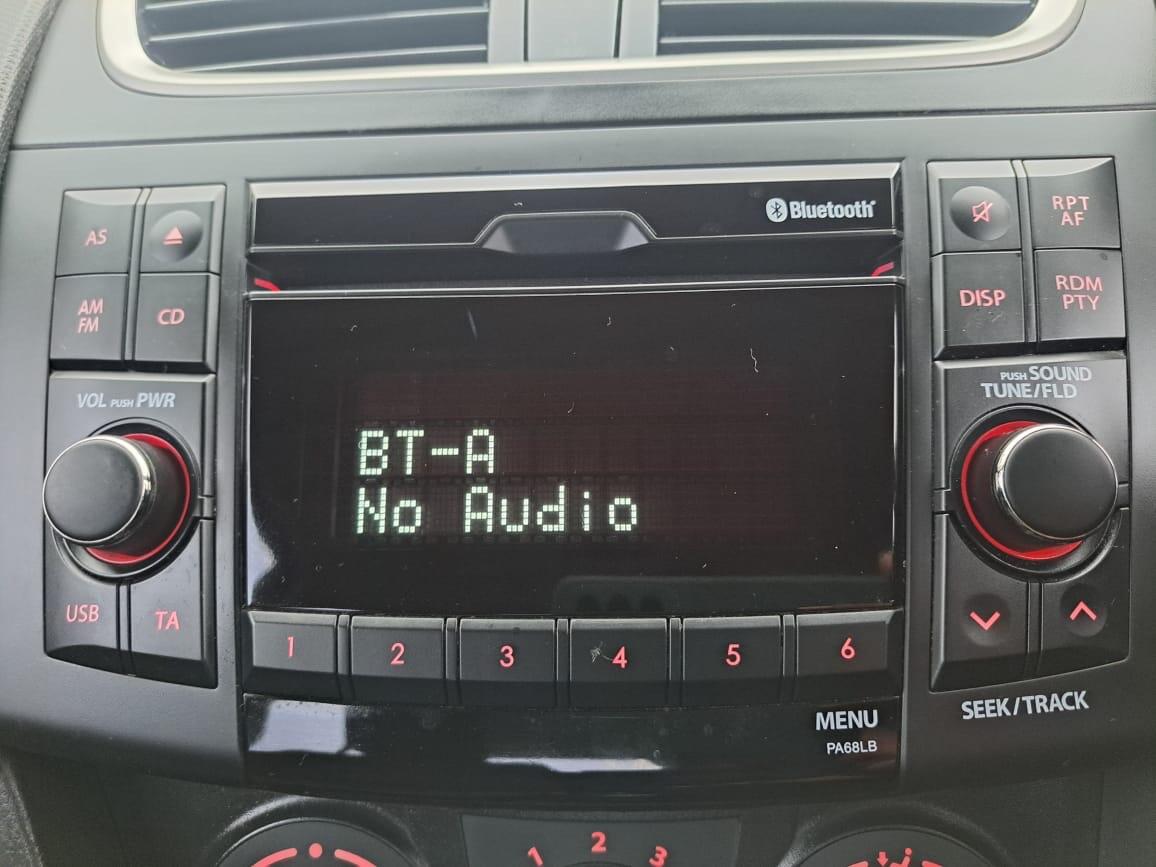 Bluetooth
AS
AM
FM
CD
RPT
AF
DISP
RDM
PTY
VOL PUSH PWR
PUSH SOUND
TUNE/FLD
BT-A
No Audio
USB
TA
1
2
3
4
5
6
MENU
PA68LB
SEEK/TRACK
1
2
3